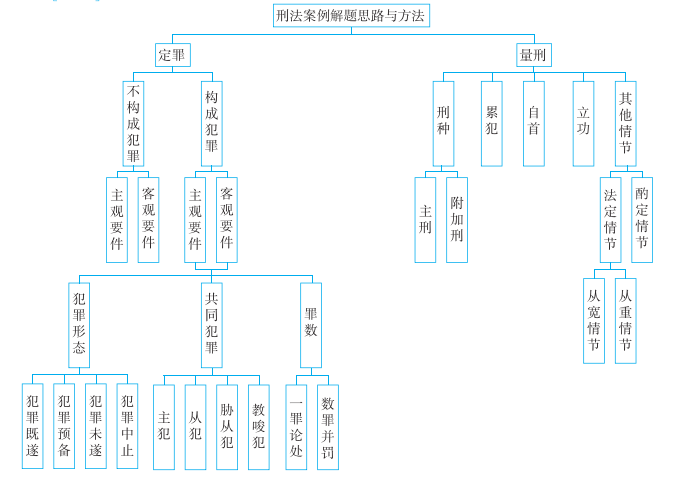 刑法案例解题思路与方法
定罪
量刑
不构成犯罪
构成犯罪
刑种
累犯
自首
立功
其他情节
主观要件
客观要件
主观要件
客观要件
主刑
附加刑
法定情节
酌定情节
犯罪形态
共同犯罪
罪数
从宽情节
从重情节
犯罪既遂
犯罪预备
犯罪未遂
犯罪中止
主犯
从犯
胁从犯
教唆犯
一罪论处
数罪并罚